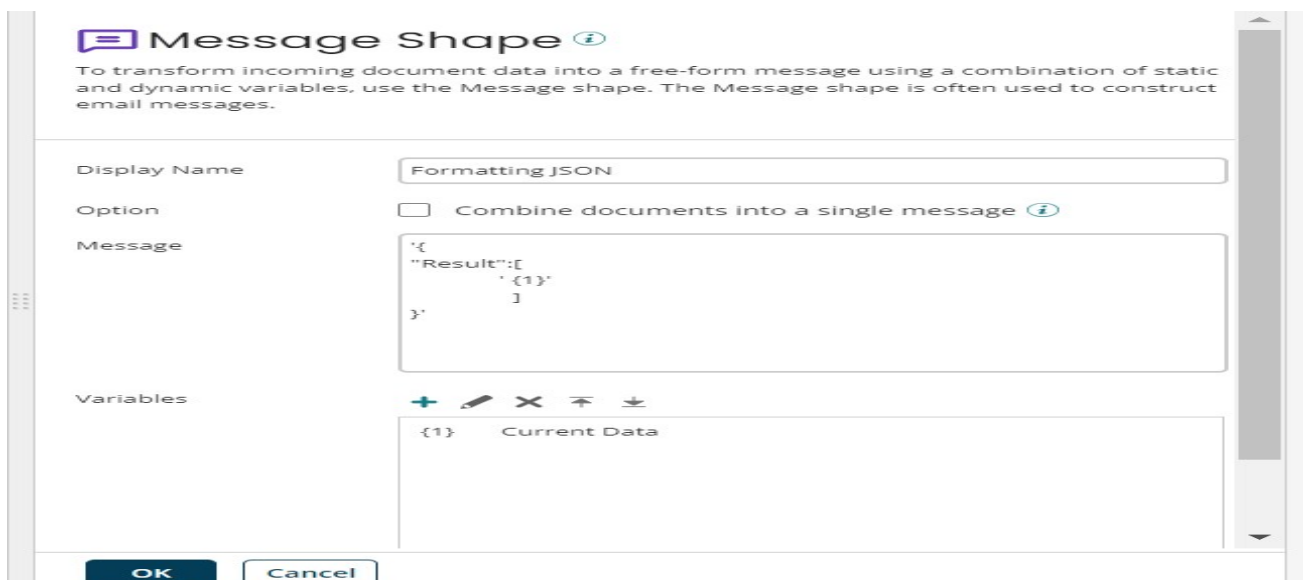 Message Shape
To transform incoming document data into a free-form message using a combination of static
and dynamic variables, use the Message shape. The Message shape is often used to construct
email messages.
Display Name Formatting JSON
Option Combine documents into a single message
Message '{
"Result":[
' {1}'
]
}'
Variables
{1} Current Data
OK Cancel